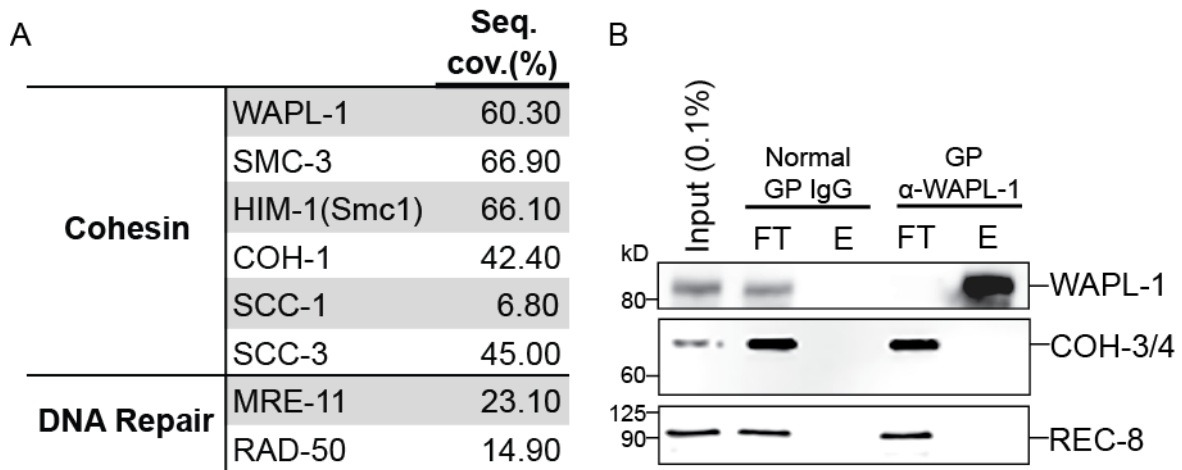 A
Seq.
cov.(%)
Cohesin
WAPL-1 60.30
SMC-3 66.90
HIM-1(Smc1) 66.10
COH-1 42.40
SCC-1 6.80
SCC-3 45.00
DNA Repair
MRE-11 23.10
RAD-50 14.90
B
Input (0.1%)
Normal
GP IgG
GP
α-WAPL-1
FT E FT E
kD
80
WAPL-1
COH-3/4
60
125
90
REC-8